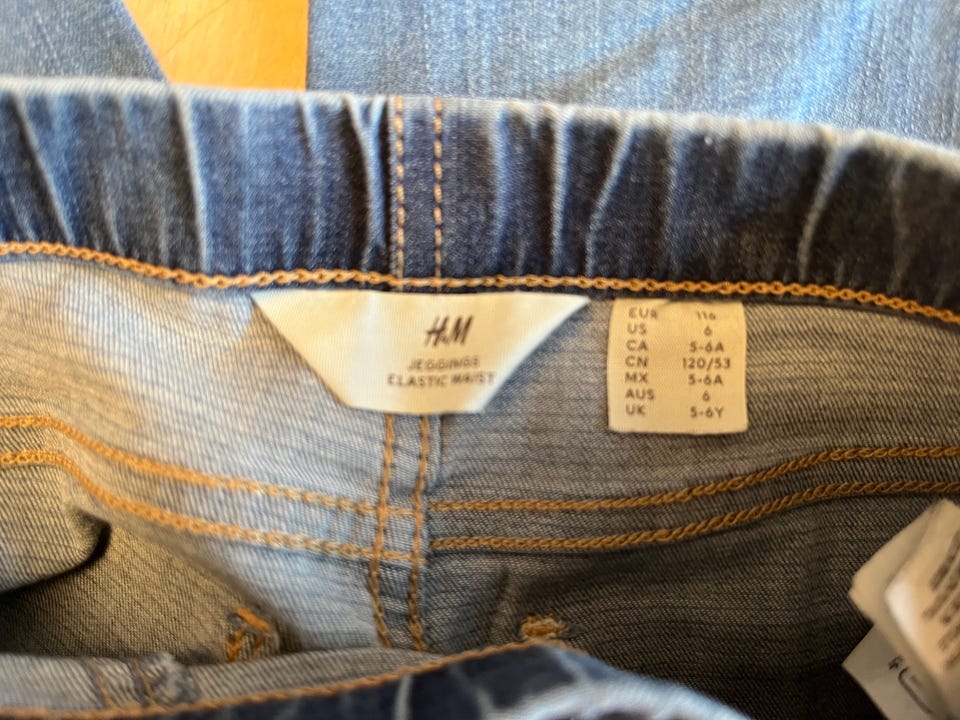 H&M
JEGGINGS
ELASTIC WAIST
EUR 116
US 6
CA 5-6A
CN 120/53
MX 5-6A
AUS 6
UK 5-6Y